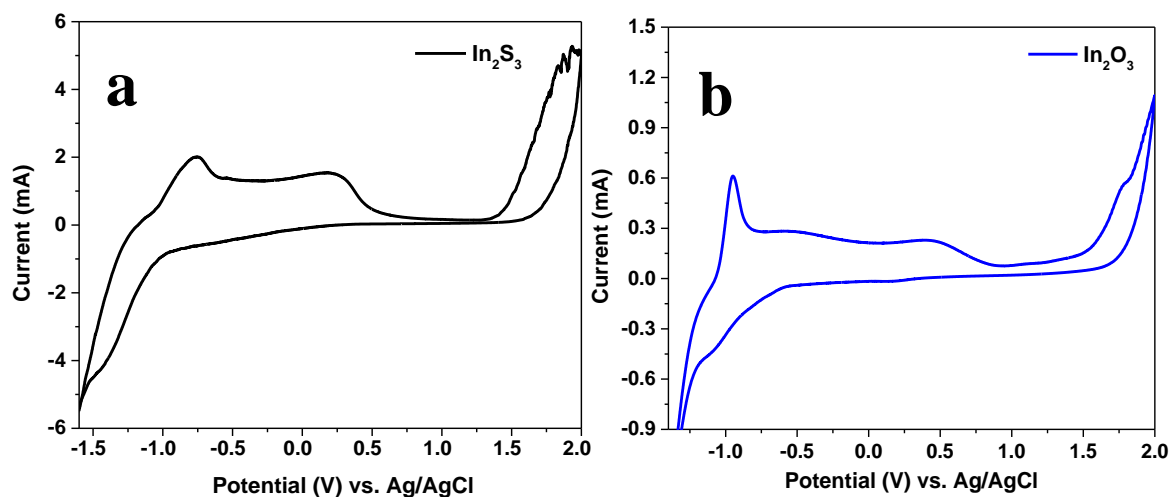 a
In₂S₃
6
4
2
0
-2
-4
-6
Current (mA)
-1.5 -1.0 -0.5 0.0 0.5 1.0 1.5 2.0
Potential (V) vs. Ag/AgCl
b
In₂O₃
1.5
1.2
0.9
0.6
0.3
0.0
-0.3
-0.6
-0.9
Current (mA)
-1.0 -0.5 0.0 0.5 1.0 1.5 2.0
Potential (V) vs. Ag/AgCl